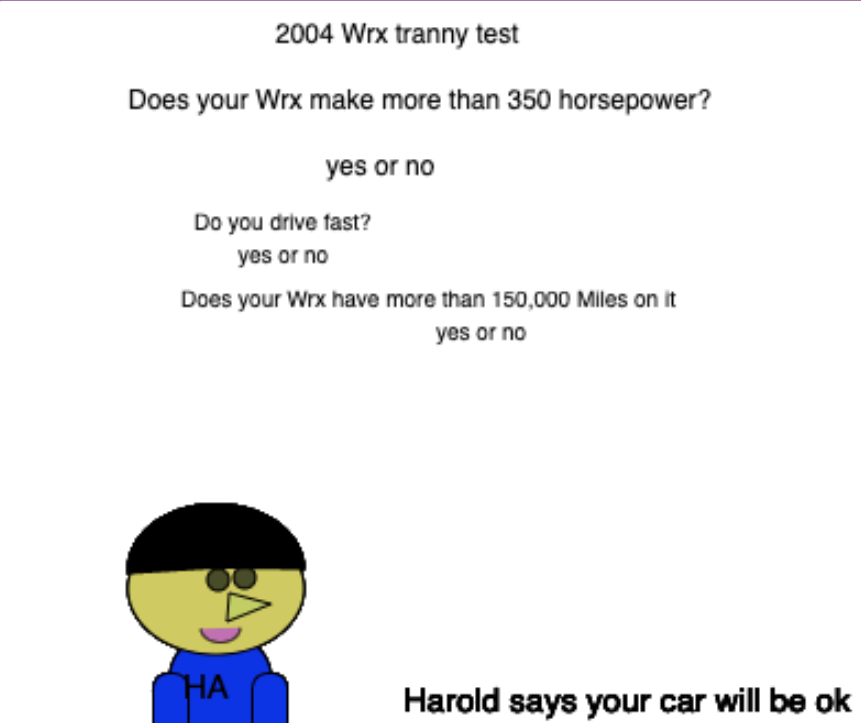 2004 Wrx tranny test
Does your Wrx make more than 350 horsepower?
yes or no
Do you drive fast?
yes or no
Does your Wrx have more than 150,000 Miles on it
yes or no
HA
Harold says your car will be ok